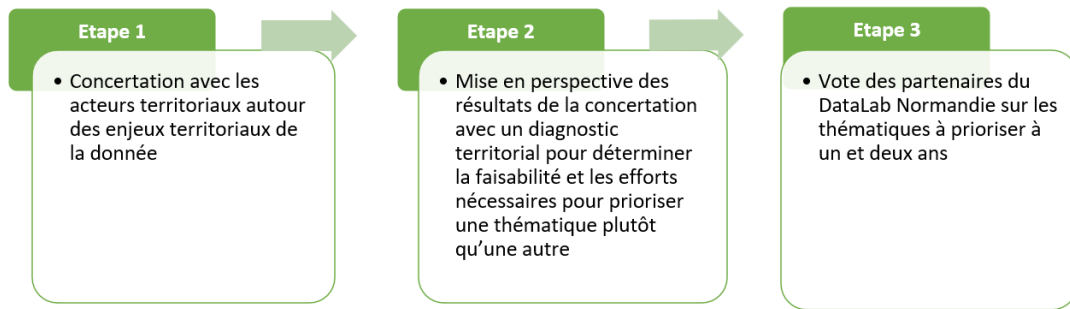 Etape 1
• Concertation avec les
acteurs territoriaux autour
des enjeux territoriaux de
la donnée
Etape 2
• Mise en perspective des
résultats de la concertation
avec un diagnostic
territorial pour déterminer
la faisabilité et les efforts
nécessaires pour prioriser
une thématique plutôt
qu’une autre
Etape 3
• Vote des partenaires du
DataLab Normandie sur les
thématiques à prioriser à
un et deux ans